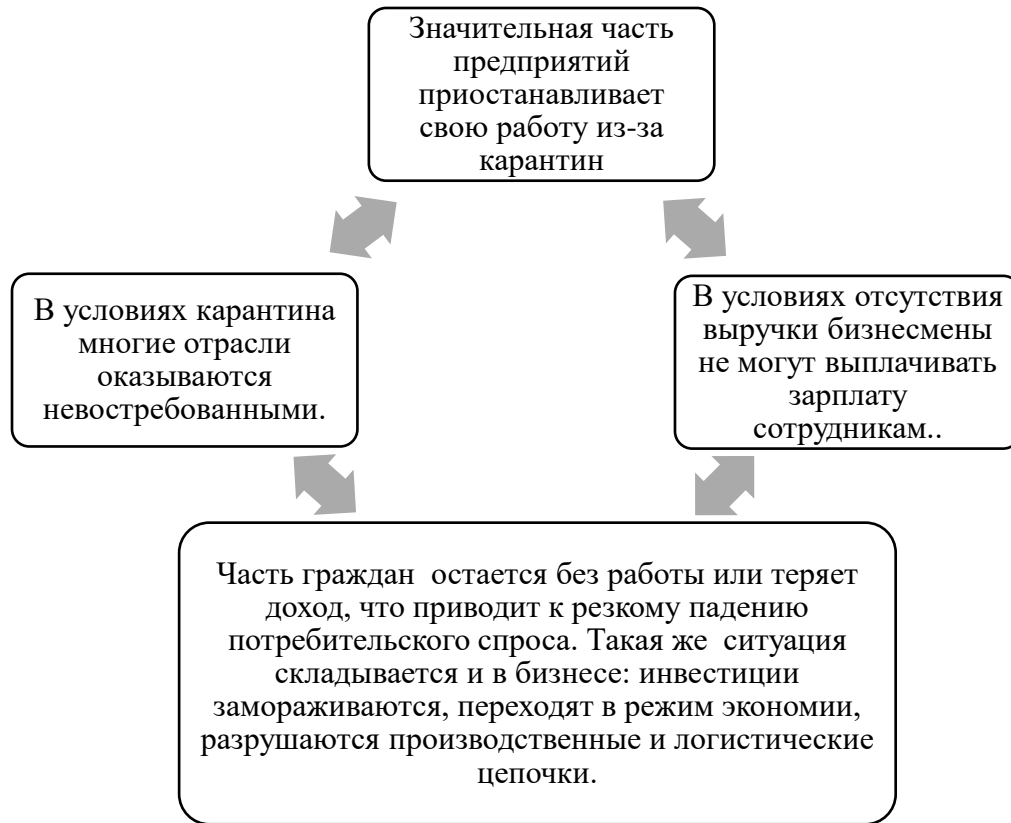 Значительная часть
предприятий
приостанавливает
свою работу из-за
карантин
В условиях карантина
многие отрасли
оказываются
невостребованными.
В условиях отсутствия
выручки бизнесмены
не могут выплачивать
зарплату
сотрудникам..
Часть граждан остается без работы или теряет
доход, что приводит к резкому падению
потребительского спроса. Такая же ситуация
складывается и в бизнесе: инвестиции
замораживаются, переходят в режим экономии,
разрушаются производственные и логистические
цепочки.